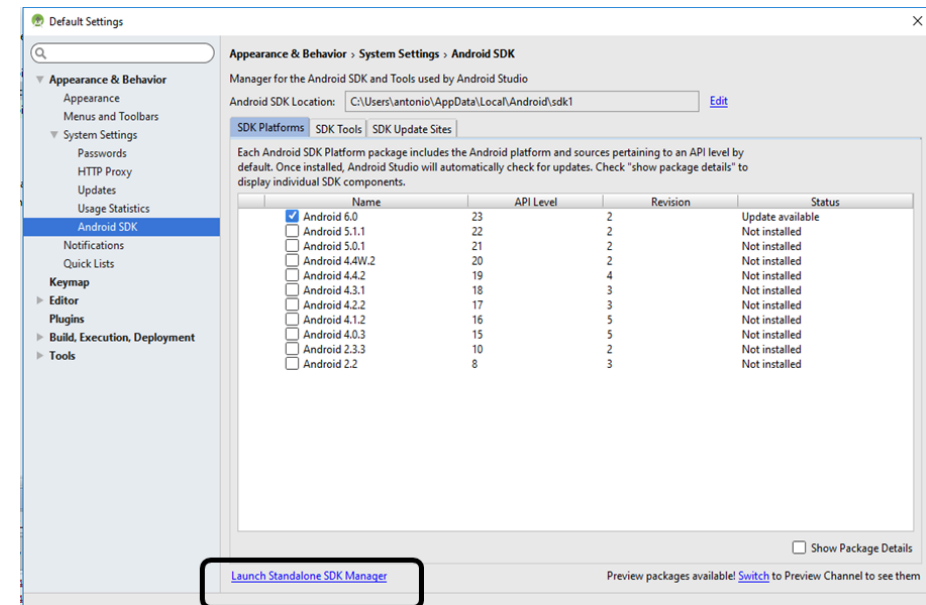 Default Settings
Appearance & Behavior › System Settings › Android SDK
Appearance & Behavior
Appearance
Menus and Toolbars
System Settings
Passwords
HTTP Proxy
Updates
Usage Statistics
Android SDK
Notifications
Quick Lists
Keymap
Editor
Plugins
Build, Execution, Deployment
Tools
Manager for the Android SDK and Tools used by Android Studio
Android SDK Location: C:\Users\antonio\AppData\Local\Android\sdk1 Edit
SDK Platforms SDK Tools SDK Update Sites
Each Android SDK Platform package includes the Android platform and sources pertaining to an API level by
default. Once installed, Android Studio will automatically check for updates. Check "show package details" to
display individual SDK components.
Name API Level Revision Status
Android 6.0 23 2 Update available
Android 5.1.1 22 2 Not installed
Android 5.0.1 21 2 Not installed
Android 4.4W.2 20 2 Not installed
Android 4.4.2 19 4 Not installed
Android 4.3.1 18 3 Not installed
Android 4.2.2 17 3 Not installed
Android 4.1.2 16 5 Not installed
Android 4.0.3 15 5 Not installed
Android 2.3.3 10 2 Not installed
Android 2.2 8 3 Not installed
Show Package Details
Launch Standalone SDK Manager Preview packages available! Switch to Preview Channel to see them